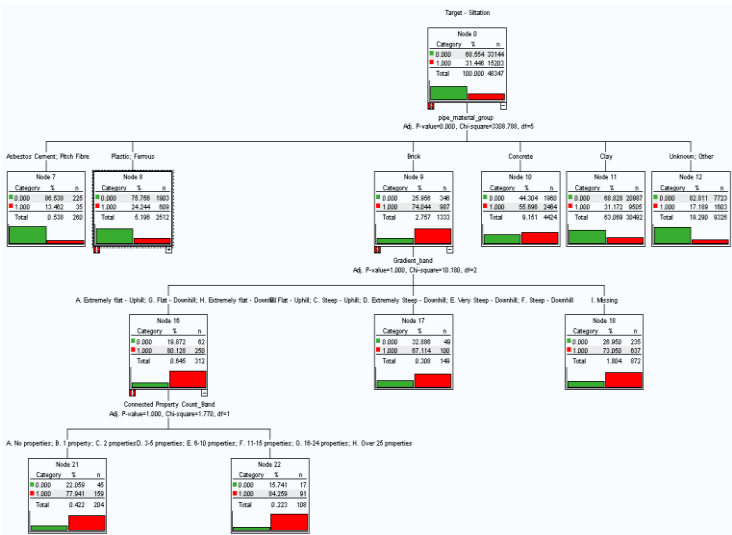 Target - Siltation
Node 0
Category % n
0.000 68.554 33144
1.000 31.446 15203
Total 100.000 48347
pipe_material_group
Adj. P-value=0.000, Chi-square=3308.788, df=5
Asbestos Cement; Pitch Fibre
Plastic; Ferrous
Brick
Concrete
Clay
Unknown; Other
Node 7
Category % n
0.000 86.538 225
1.000 13.462 35
Total 0.538 260
Node 8
Category % n
0.000 75.756 1903
1.000 24.244 609
Total 5.196 2512
Node 9
Category % n
0.000 25.956 346
1.000 74.044 987
Total 2.757 1333
Node 10
Category % n
0.000 44.304 1960
1.000 55.696 2464
Total 9.151 4424
Node 11
Category % n
0.000 68.828 20987
1.000 31.172 9505
Total 63.069 30492
Node 12
Category % n
0.000 82.811 7723
1.000 17.189 1603
Total 19.290 9326
Gradient_band
Adj. P-value=1.000, Chi-square=10.180, df=2
A. Extremely flat - Uphill; G. Flat - Downhill; H. Extremely flat - Downhill
Flat - Uphill; C. Steep - Uphill; D. Extremely Steep - Downhill; E. Very Steep - Downhill; F. Steep - Downhill
I. Missing
Node 16
Category % n
0.000 19.872 62
1.000 80.128 250
Total 0.645 312
Node 17
Category % n
0.000 32.886 49
1.000 67.114 100
Total 0.308 149
Node 18
Category % n
0.000 26.950 235
1.000 73.050 637
Total 1.804 872
Connected Property Count_Band
Adj. P-value=1.000, Chi-square=1.770, df=1
A. No properties; B. 1 property; C. 2 properties
D. 3-5 properties; E. 6-10 properties; F. 11-15 properties; G. 16-24 properties; H. Over 25 properties
Node 21
Category % n
0.000 22.059 45
1.000 77.941 159
Total 0.422 204
Node 22
Category % n
0.000 15.741 17
1.000 84.259 91
Total 0.223 108